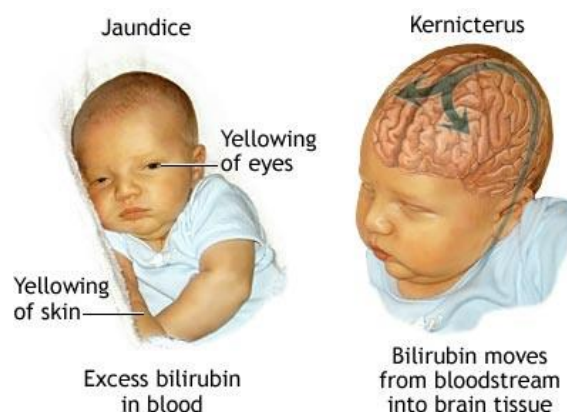 Jaundice
Yellowing
of eyes
Yellowing
of skin
Excess bilirubin
in blood
Kernicterus
Bilirubin moves
from bloodstream
into brain tissue